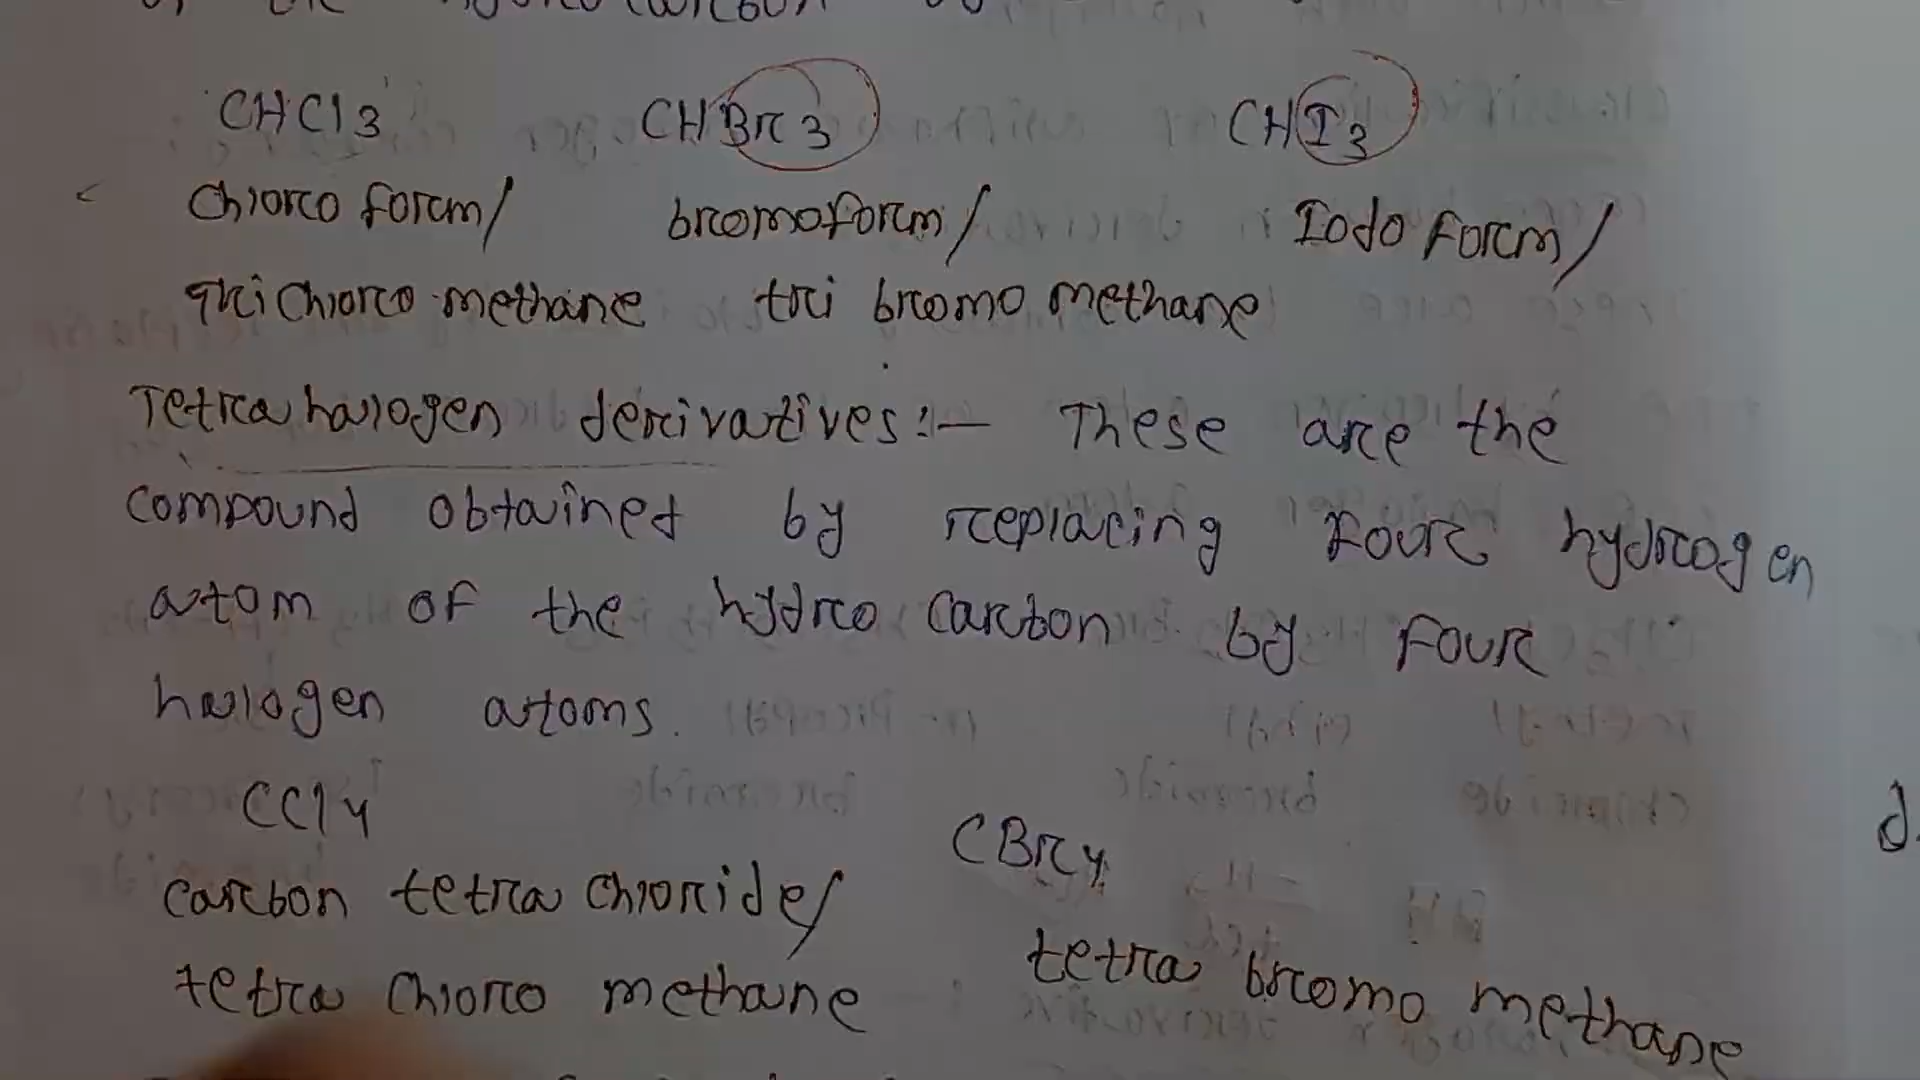 CHCl3 CHBr3 CHI3
Chloro form/ bromoform/ Iodo Form/
Tri Chloro methane tri bromo methane
Tetra halogen derivatives:- These are the
compound obtained by replacing Four hydrogen
atom of the hydro carbon by Four
halogen atoms.
CCl4 CBr4
carbon tetra chloride/
tetra bromo methane
tetra Chloro methane